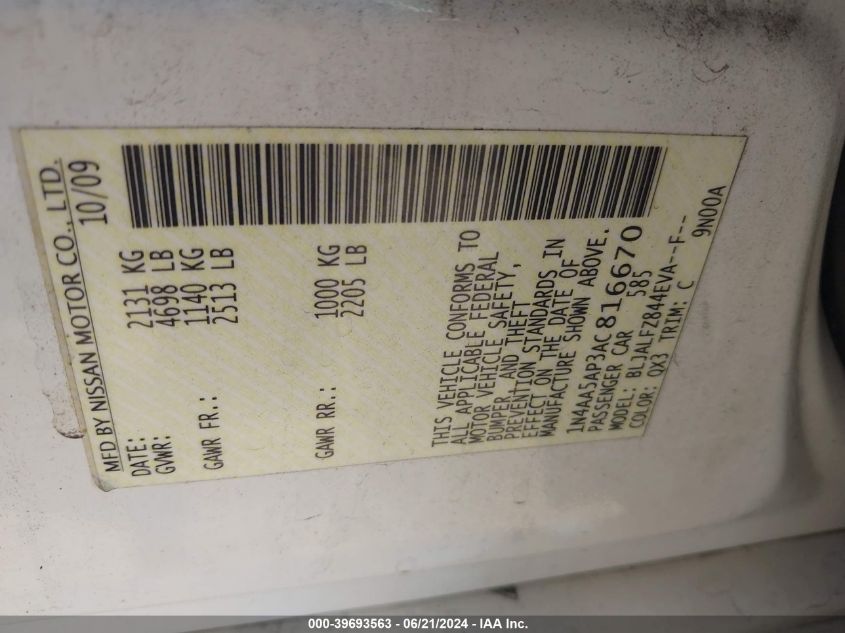 MFD BY NISSAN MOTOR CO., LTD.
DATE: 10/09
GVWR: 2131 KG
4698 LB
GAWR FR.: 1140 KG
2513 LB
GAWR RR.: 1000 KG
2205 LB
THIS VEHICLE CONFORMS TO
ALL APPLICABLE FEDERAL
MOTOR VEHICLE SAFETY,
BUMPER, AND THEFT
PREVENTION STANDARDS IN
EFFECT ON THE DATE OF
MANUFACTURE SHOWN ABOVE.
1N4AA5AP3AC816670
PASSENGER CAR 585
MODEL: BLJALFZ844EVA--F--
COLOR: QX3 TRIM: C 9N00A
000-39693563 - 06/21/2024 - IAA Inc.